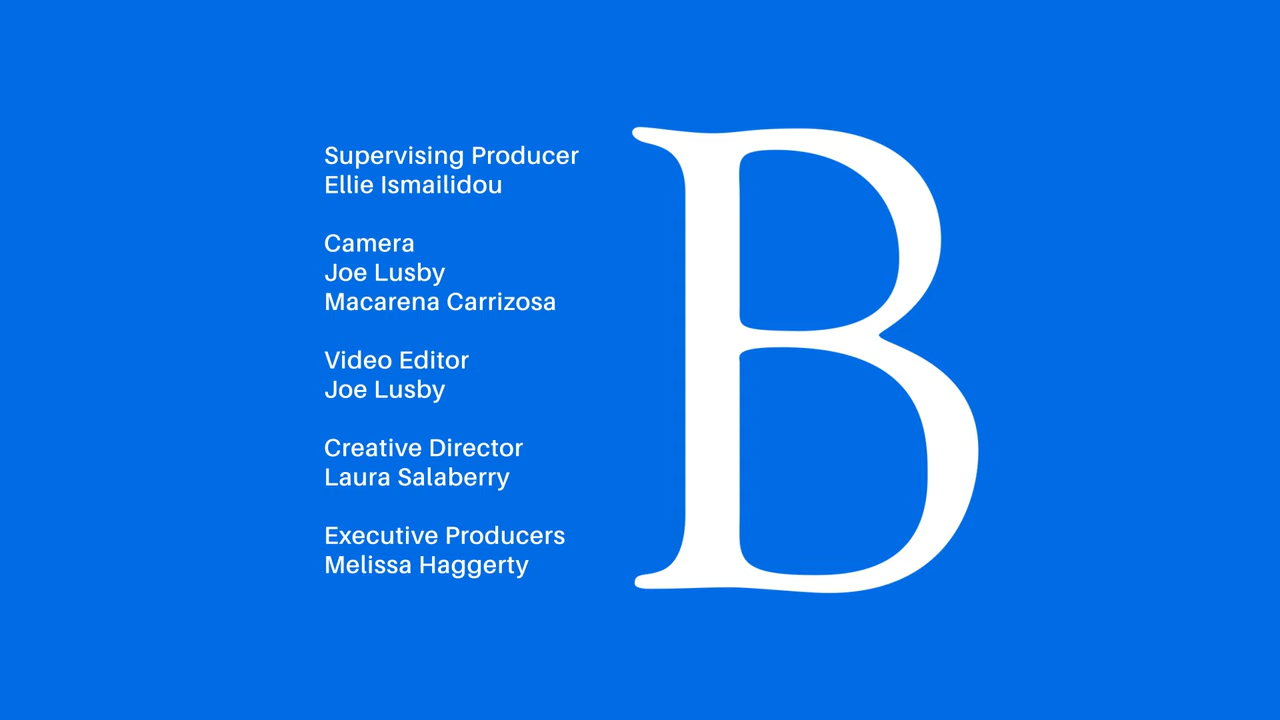 Supervising Producer
Ellie Ismailidou
Camera
Joe Lusby
Macarena Carrizosa
Video Editor
Joe Lusby
Creative Director
Laura Salaberry
Executive Producers
Melissa Haggerty
B